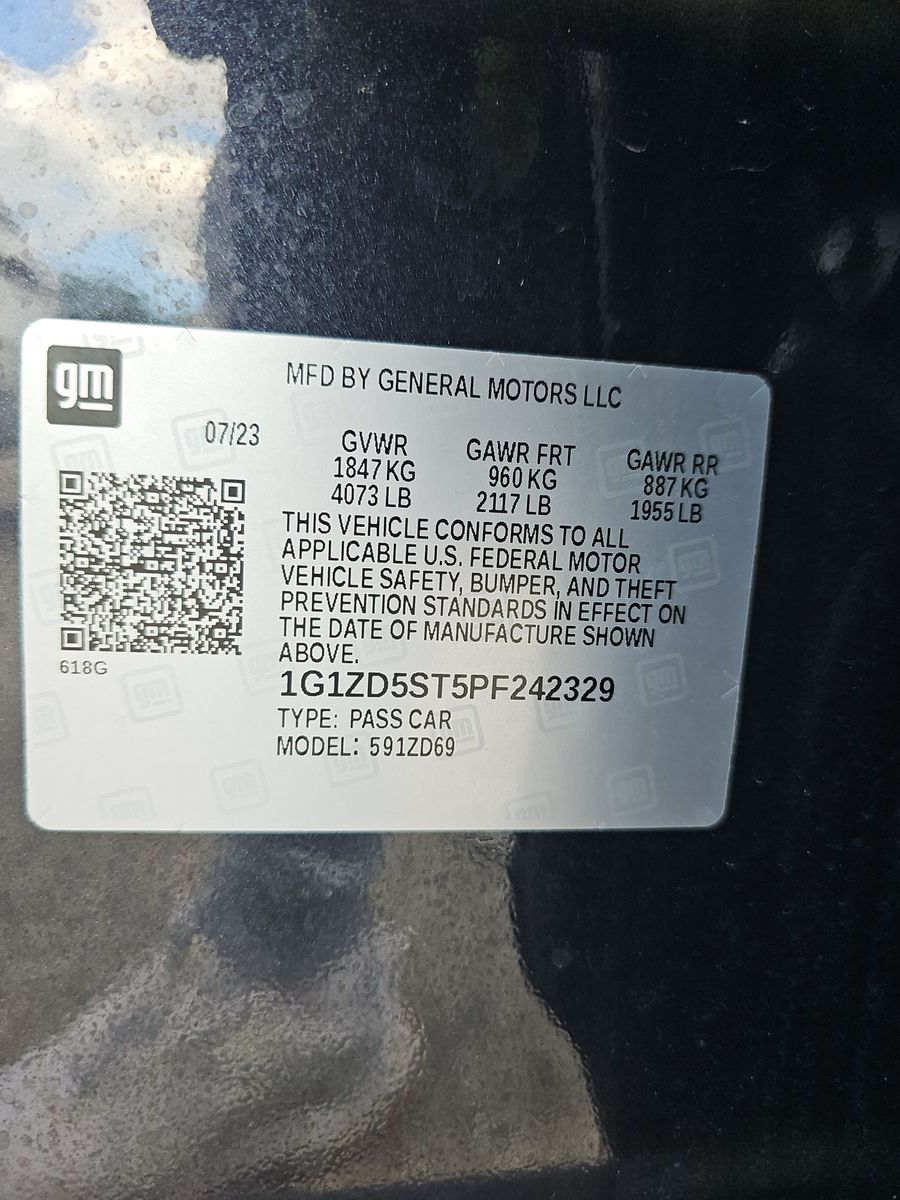 gm
MFD BY GENERAL MOTORS LLC
07/23
GVWR GAWR FRT GAWR RR
1847 KG 960 KG 887 KG
4073 LB 2117 LB 1955 LB
THIS VEHICLE CONFORMS TO ALL
APPLICABLE U.S. FEDERAL MOTOR
VEHICLE SAFETY, BUMPER, AND THEFT
PREVENTION STANDARDS IN EFFECT ON
THE DATE OF MANUFACTURE SHOWN
ABOVE.
618G
1G1ZD5ST5PF242329
TYPE: PASS CAR
MODEL: 591ZD69